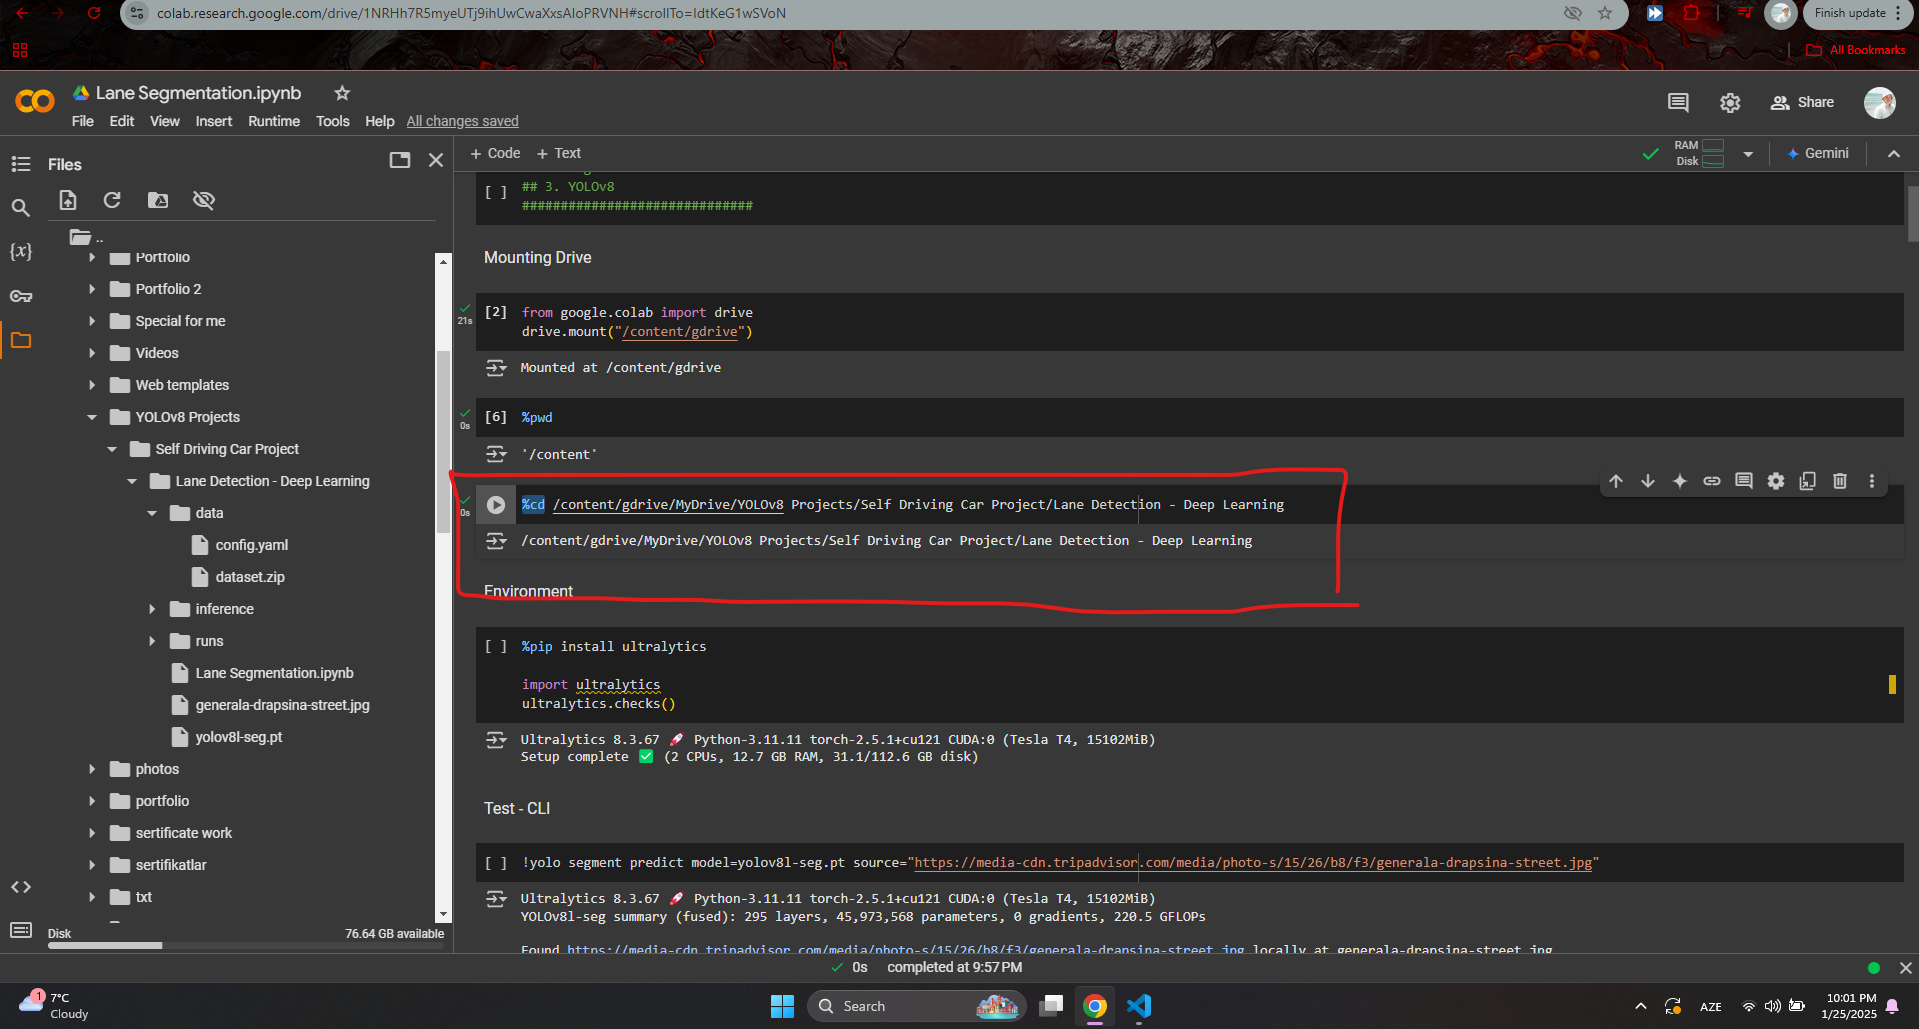 colab.research.google.com/drive/1NRHh7R5myeUTj9ihUwCwaXxsAIoPRVNH#scrollTo=IdtKeG1wSVoN
Finish update
All Bookmarks
Lane Segmentation.ipynb
File Edit View Insert Runtime Tools Help All changes saved
Share
Files
+ Code + Text
RAM
Disk
Gemini
..
Portfolio
Portfolio 2
Special for me
Videos
Web templates
YOLOv8 Projects
Self Driving Car Project
Lane Detection - Deep Learning
data
config.yaml
dataset.zip
inference
runs
Lane Segmentation.ipynb
generala-drapsina-street.jpg
yolov8l-seg.pt
photos
portfolio
sertificate work
sertifikatlar
txt
Disk
76.64 GB available
[ ] ## 3. YOLOv8
##############################
Mounting Drive
21s
[2] from google.colab import drive
drive.mount("/content/gdrive")
Mounted at /content/gdrive
0s
[6] %pwd
'/content'
0s
%cd /content/gdrive/MyDrive/YOLOv8 Projects/Self Driving Car Project/Lane Detection - Deep Learning
/content/gdrive/MyDrive/YOLOv8 Projects/Self Driving Car Project/Lane Detection - Deep Learning
Environment
[ ] %pip install ultralytics
import ultralytics
ultralytics.checks()
Ultralytics 8.3.67 🚀 Python-3.11.11 torch-2.5.1+cu121 CUDA:0 (Tesla T4, 15102MiB)
Setup complete ✅ (2 CPUs, 12.7 GB RAM, 31.1/112.6 GB disk)
Test - CLI
[ ] !yolo segment predict model=yolov8l-seg.pt source="https://media-cdn.tripadvisor.com/media/photo-s/15/26/b8/f3/generala-drapsina-street.jpg"
Ultralytics 8.3.67 🚀 Python-3.11.11 torch-2.5.1+cu121 CUDA:0 (Tesla T4, 15102MiB)
YOLOv8l-seg summary (fused): 295 layers, 45,973,568 parameters, 0 gradients, 220.5 GFLOPs
Found https://media-cdn.tripadvisor.com/media/photo-s/15/26/b8/f3/generala-drapsina-street.jpg locally at generala-drapsina-street.jpg
0s completed at 9:57 PM
1
7°C
Cloudy
Search
AZE
10:01 PM
1/25/2025